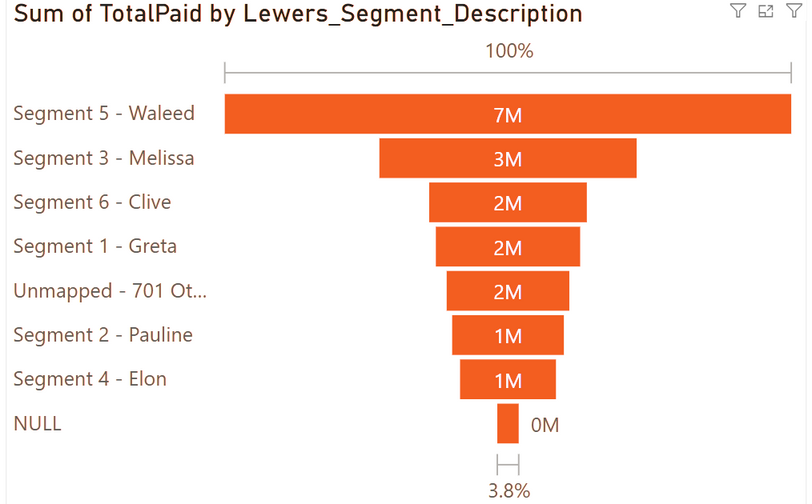 Sum of TotalPaid by Lewers_Segment_Description
100%
Segment 5 - Waleed 7M
Segment 3 - Melissa 3M
Segment 6 - Clive 2M
Segment 1 - Greta 2M
Unmapped - 701 Ot... 2M
Segment 2 - Pauline 1M
Segment 4 - Elon 1M
NULL 0M
3.8%